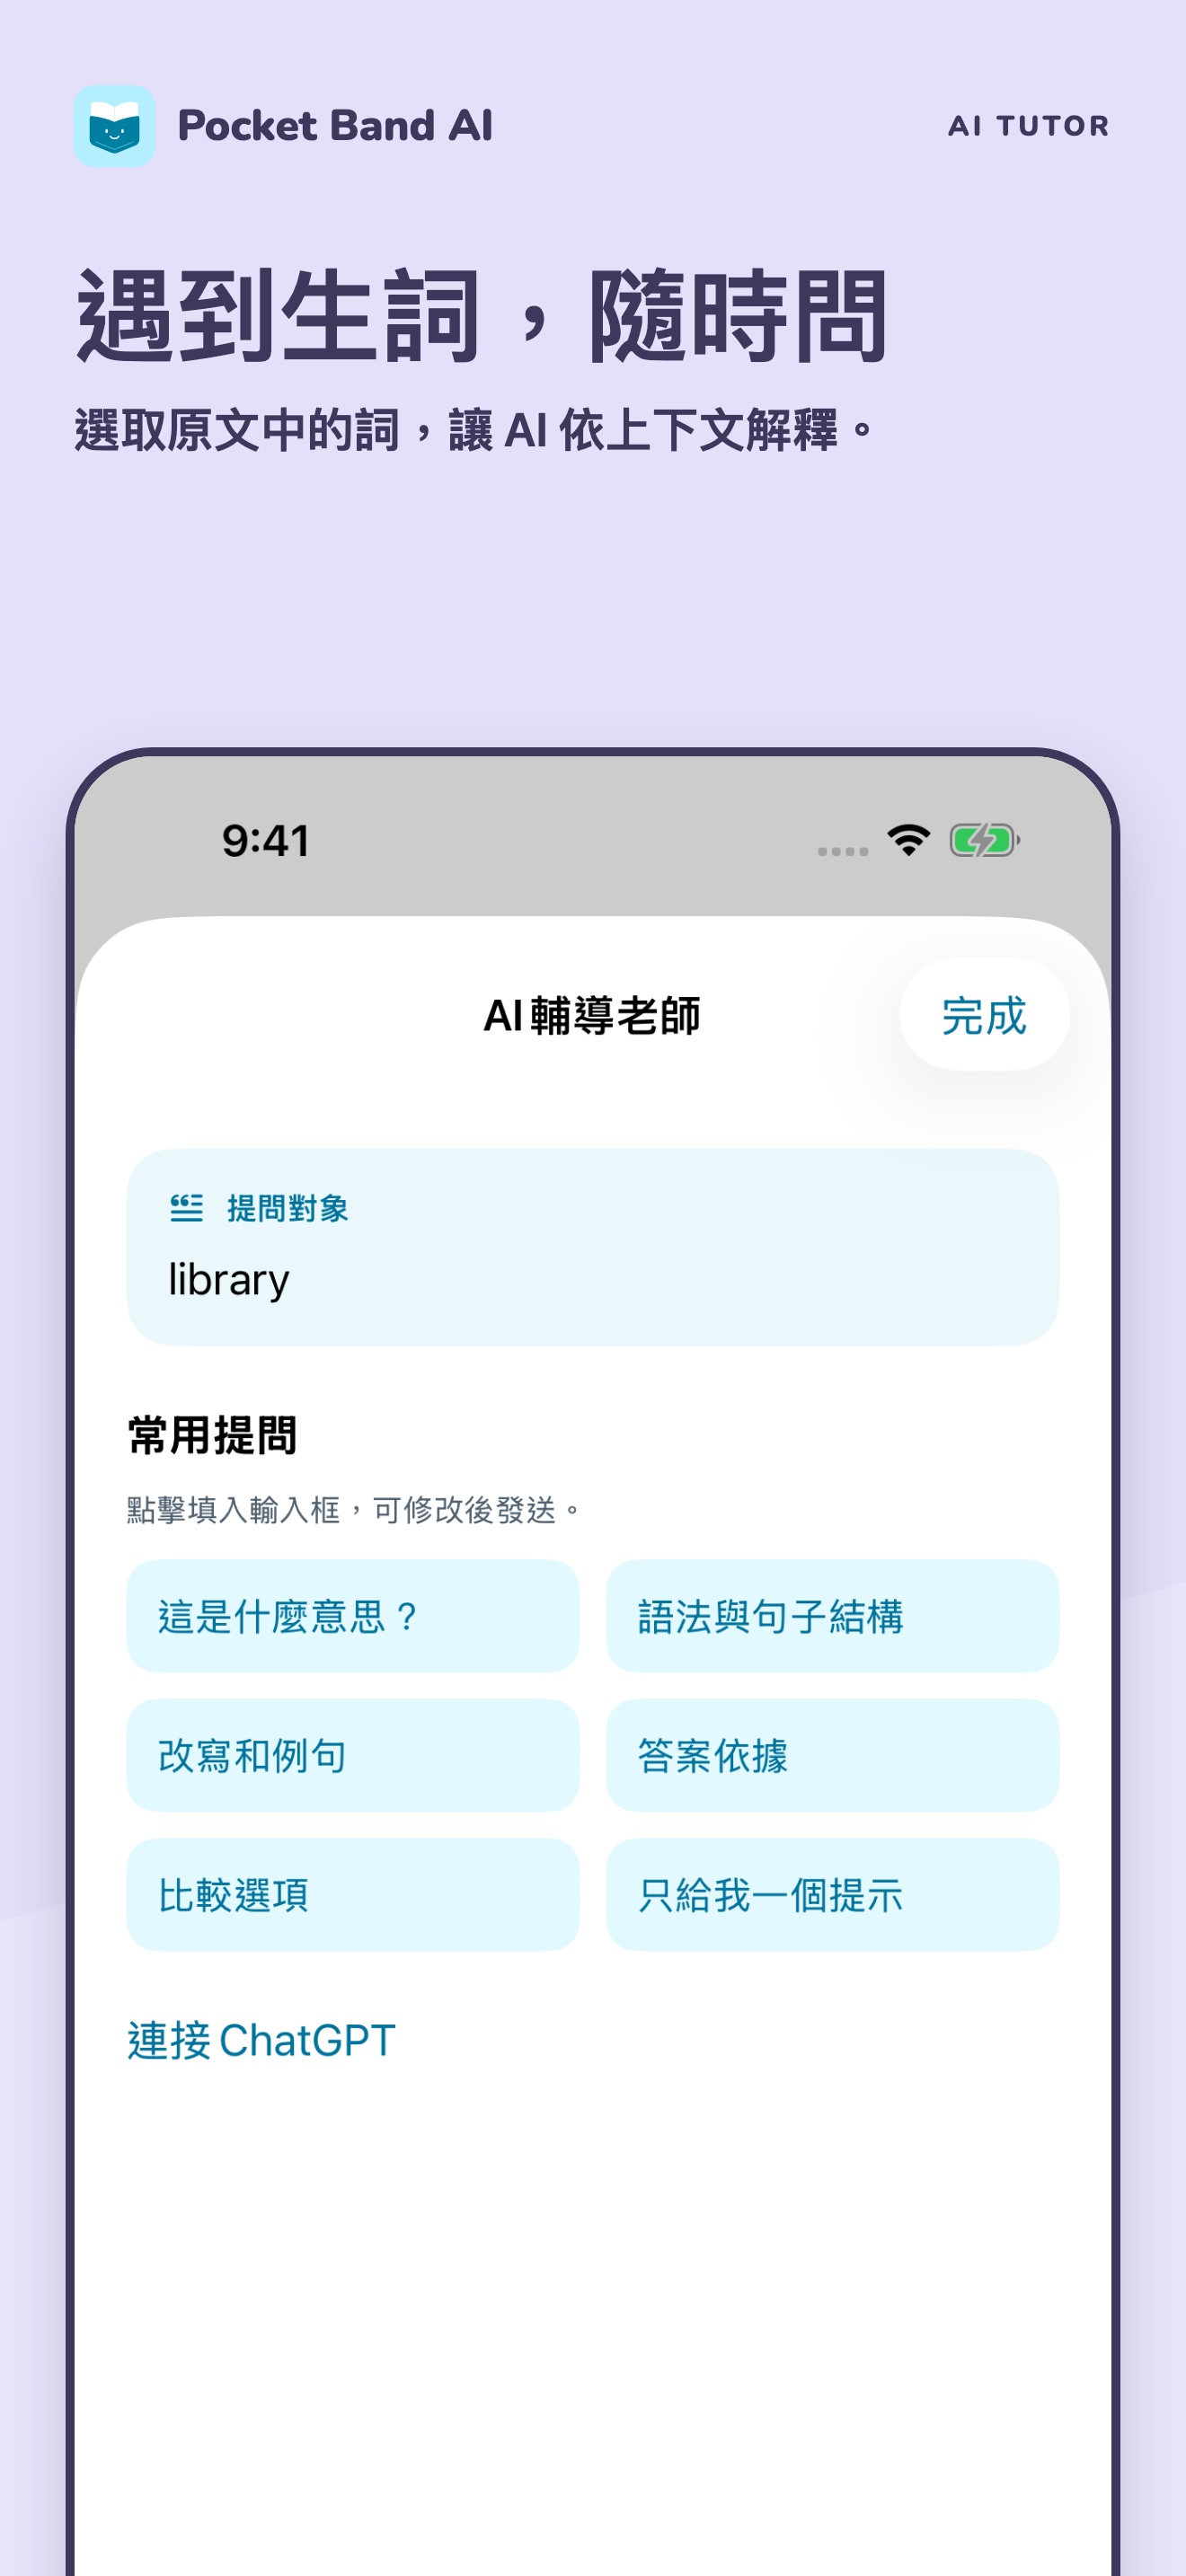 Pocket Band AI
AI TUTOR
遇到生詞，隨時問
選取原文中的詞，讓 AI 依上下文解釋。
9:41
AI 輔導老師
完成
提問對象
library
常用提問
點擊填入輸入框，可修改後發送。
這是什麼意思？
語法與句子結構
改寫和例句
答案依據
比較選項
只給我一個提示
連接 ChatGPT